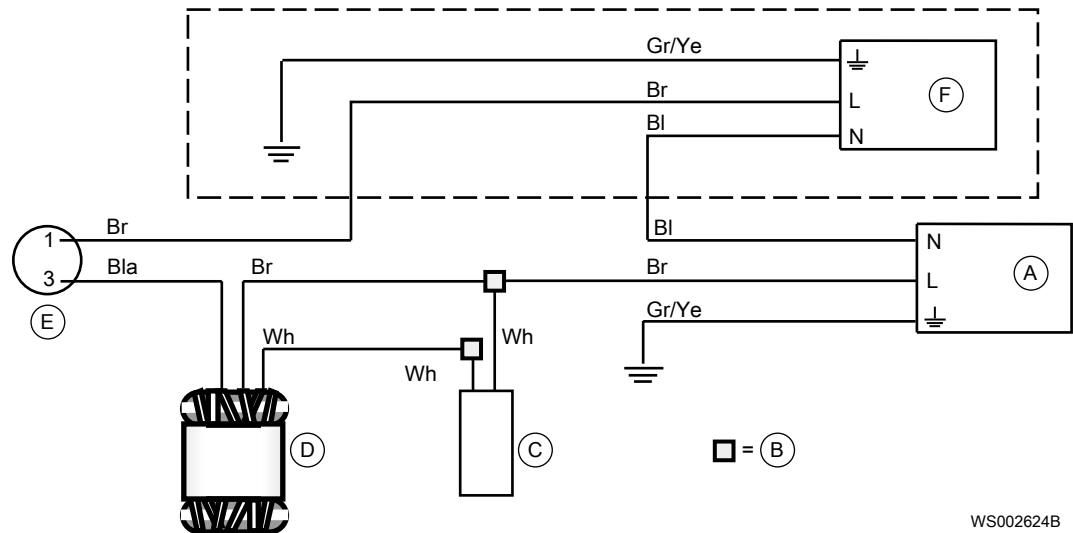 Gr/Ye
Br
L
F
Bl
N
1
Br
Bl
N
3
Bla
Br
Br
L
A
E
Gr/Ye
Wh
Wh
Wh
D
C
= B
WS002624B